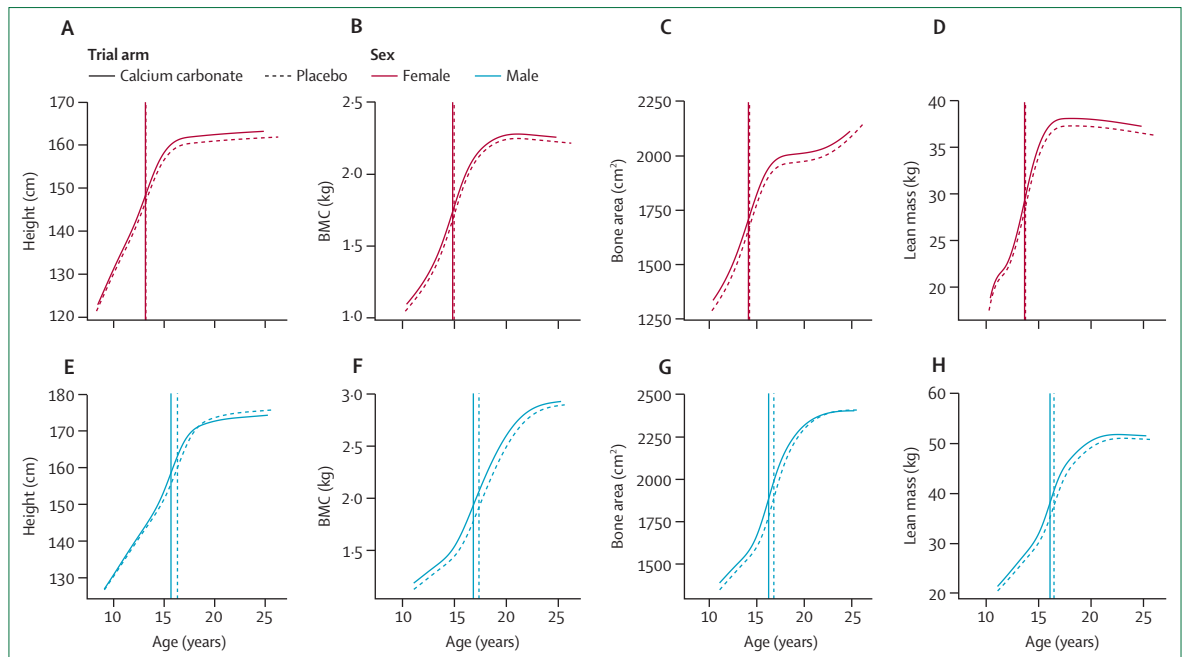 A B C D
Trial arm Sex
Calcium carbonate Placebo Female Male
170
160
150
140
130
120
Height (cm)
2·5
2·0
1·5
1·0
BMC (kg)
2250
2000
1750
1500
1250
Bone area (cm²)
40
35
30
25
20
Lean mass (kg)
E F G H
180
170
160
150
140
130
Height (cm)
10 15 20 25
Age (years)
3·0
2·5
2·0
1·5
BMC (kg)
10 15 20 25
Age (years)
2500
2250
2000
1750
1500
Bone area (cm²)
10 15 20 25
Age (years)
60
50
40
30
20
Lean mass (kg)
10 15 20 25
Age (years)